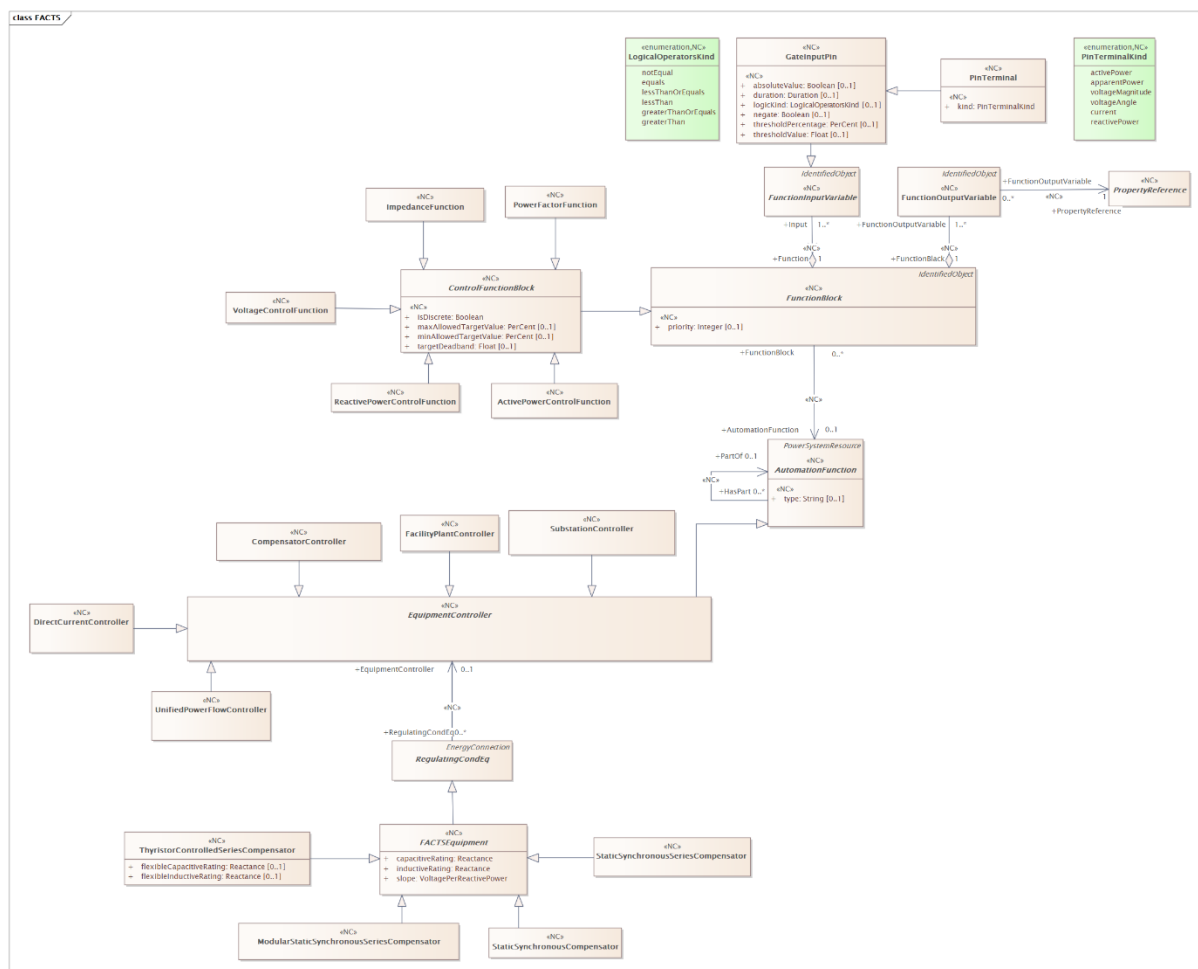 class FACTS
«enumeration,NC»
LogicalOperatorsKind
notEqual
equals
lessThanOrEquals
lessThan
greaterThanOrEquals
greaterThan
«NC»
GateInputPin
«NC»
+ absoluteValue: Boolean [0..1]
+ duration: Duration [0..1]
+ logicKind: LogicalOperatorsKind [0..1]
+ negate: Boolean [0..1]
+ thresholdPercentage: PerCent [0..1]
+ thresholdValue: Float [0..1]
«NC»
PinTerminal
«NC»
+ kind: PinTerminalKind
«enumeration,NC»
PinTerminalKind
activePower
apparentPower
voltageMagnitude
voltageAngle
current
reactivePower
IdentifiedObject
«NC»
FunctionInputVariable
IdentifiedObject
«NC»
FunctionOutputVariable
+FunctionOutputVariable
0..*
«NC»
1
+PropertyReference
«NC»
PropertyReference
«NC»
ImpedanceFunction
«NC»
PowerFactorFunction
+Input
1..*
«NC»
+Function
1
+FunctionOutputVariable
1..*
«NC»
+FunctionBlack
1
«NC»
VoltageControlFunction
«NC»
ControlFunctionBlock
«NC»
+ isDiscrete: Boolean
+ maxAllowedTargetValue: PerCent [0..1]
+ minAllowedTargetValue: PerCent [0..1]
+ targetDeadband: Float [0..1]
IdentifiedObject
«NC»
FunctionBlock
«NC»
+ priority: Integer [0..1]
«NC»
ReactivePowerControlFunction
«NC»
ActivePowerControlFunction
+FunctionBlock
0..*
«NC»
+AutomationFunction
0..1
PowerSystemResource
«NC»
AutomationFunction
«NC»
+ type: String [0..1]
+PartOf 0..1
«NC»
+HasPart 0..*
«NC»
CompensatorController
«NC»
FacilityPlantController
«NC»
SubstationController
«NC»
DirectCurrentController
«NC»
EquipmentController
«NC»
UnifiedPowerFlowController
+EquipmentController
0..1
«NC»
+RegulatingCondEq
0..*
EnergyConnection
RegulatingCondEq
«NC»
ThyristorControlledSeriesCompensator
+ flexibleCapacitiveRating: Reactance [0..1]
+ flexibleInductiveRating: Reactance [0..1]
«NC»
FACTSEquipment
+ capacitiveRating: Reactance
+ inductiveRating: Reactance
+ slope: VoltagePerReactivePower
«NC»
StaticSynchronousSeriesCompensator
«NC»
ModularStaticSynchronousSeriesCompensator
«NC»
StaticSynchronousCompensator